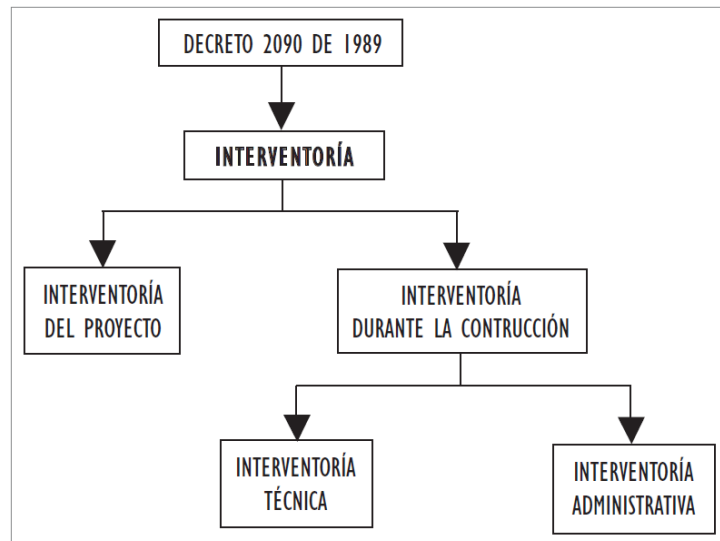 DECRETO 2090 DE 1989
INTERVENTORÍA
INTERVENTORÍA
DEL PROYECTO
INTERVENTORÍA
DURANTE LA CONTRUCCIÓN
INTERVENTORÍA
TÉCNICA
INTERVENTORÍA
ADMINISTRATIVA